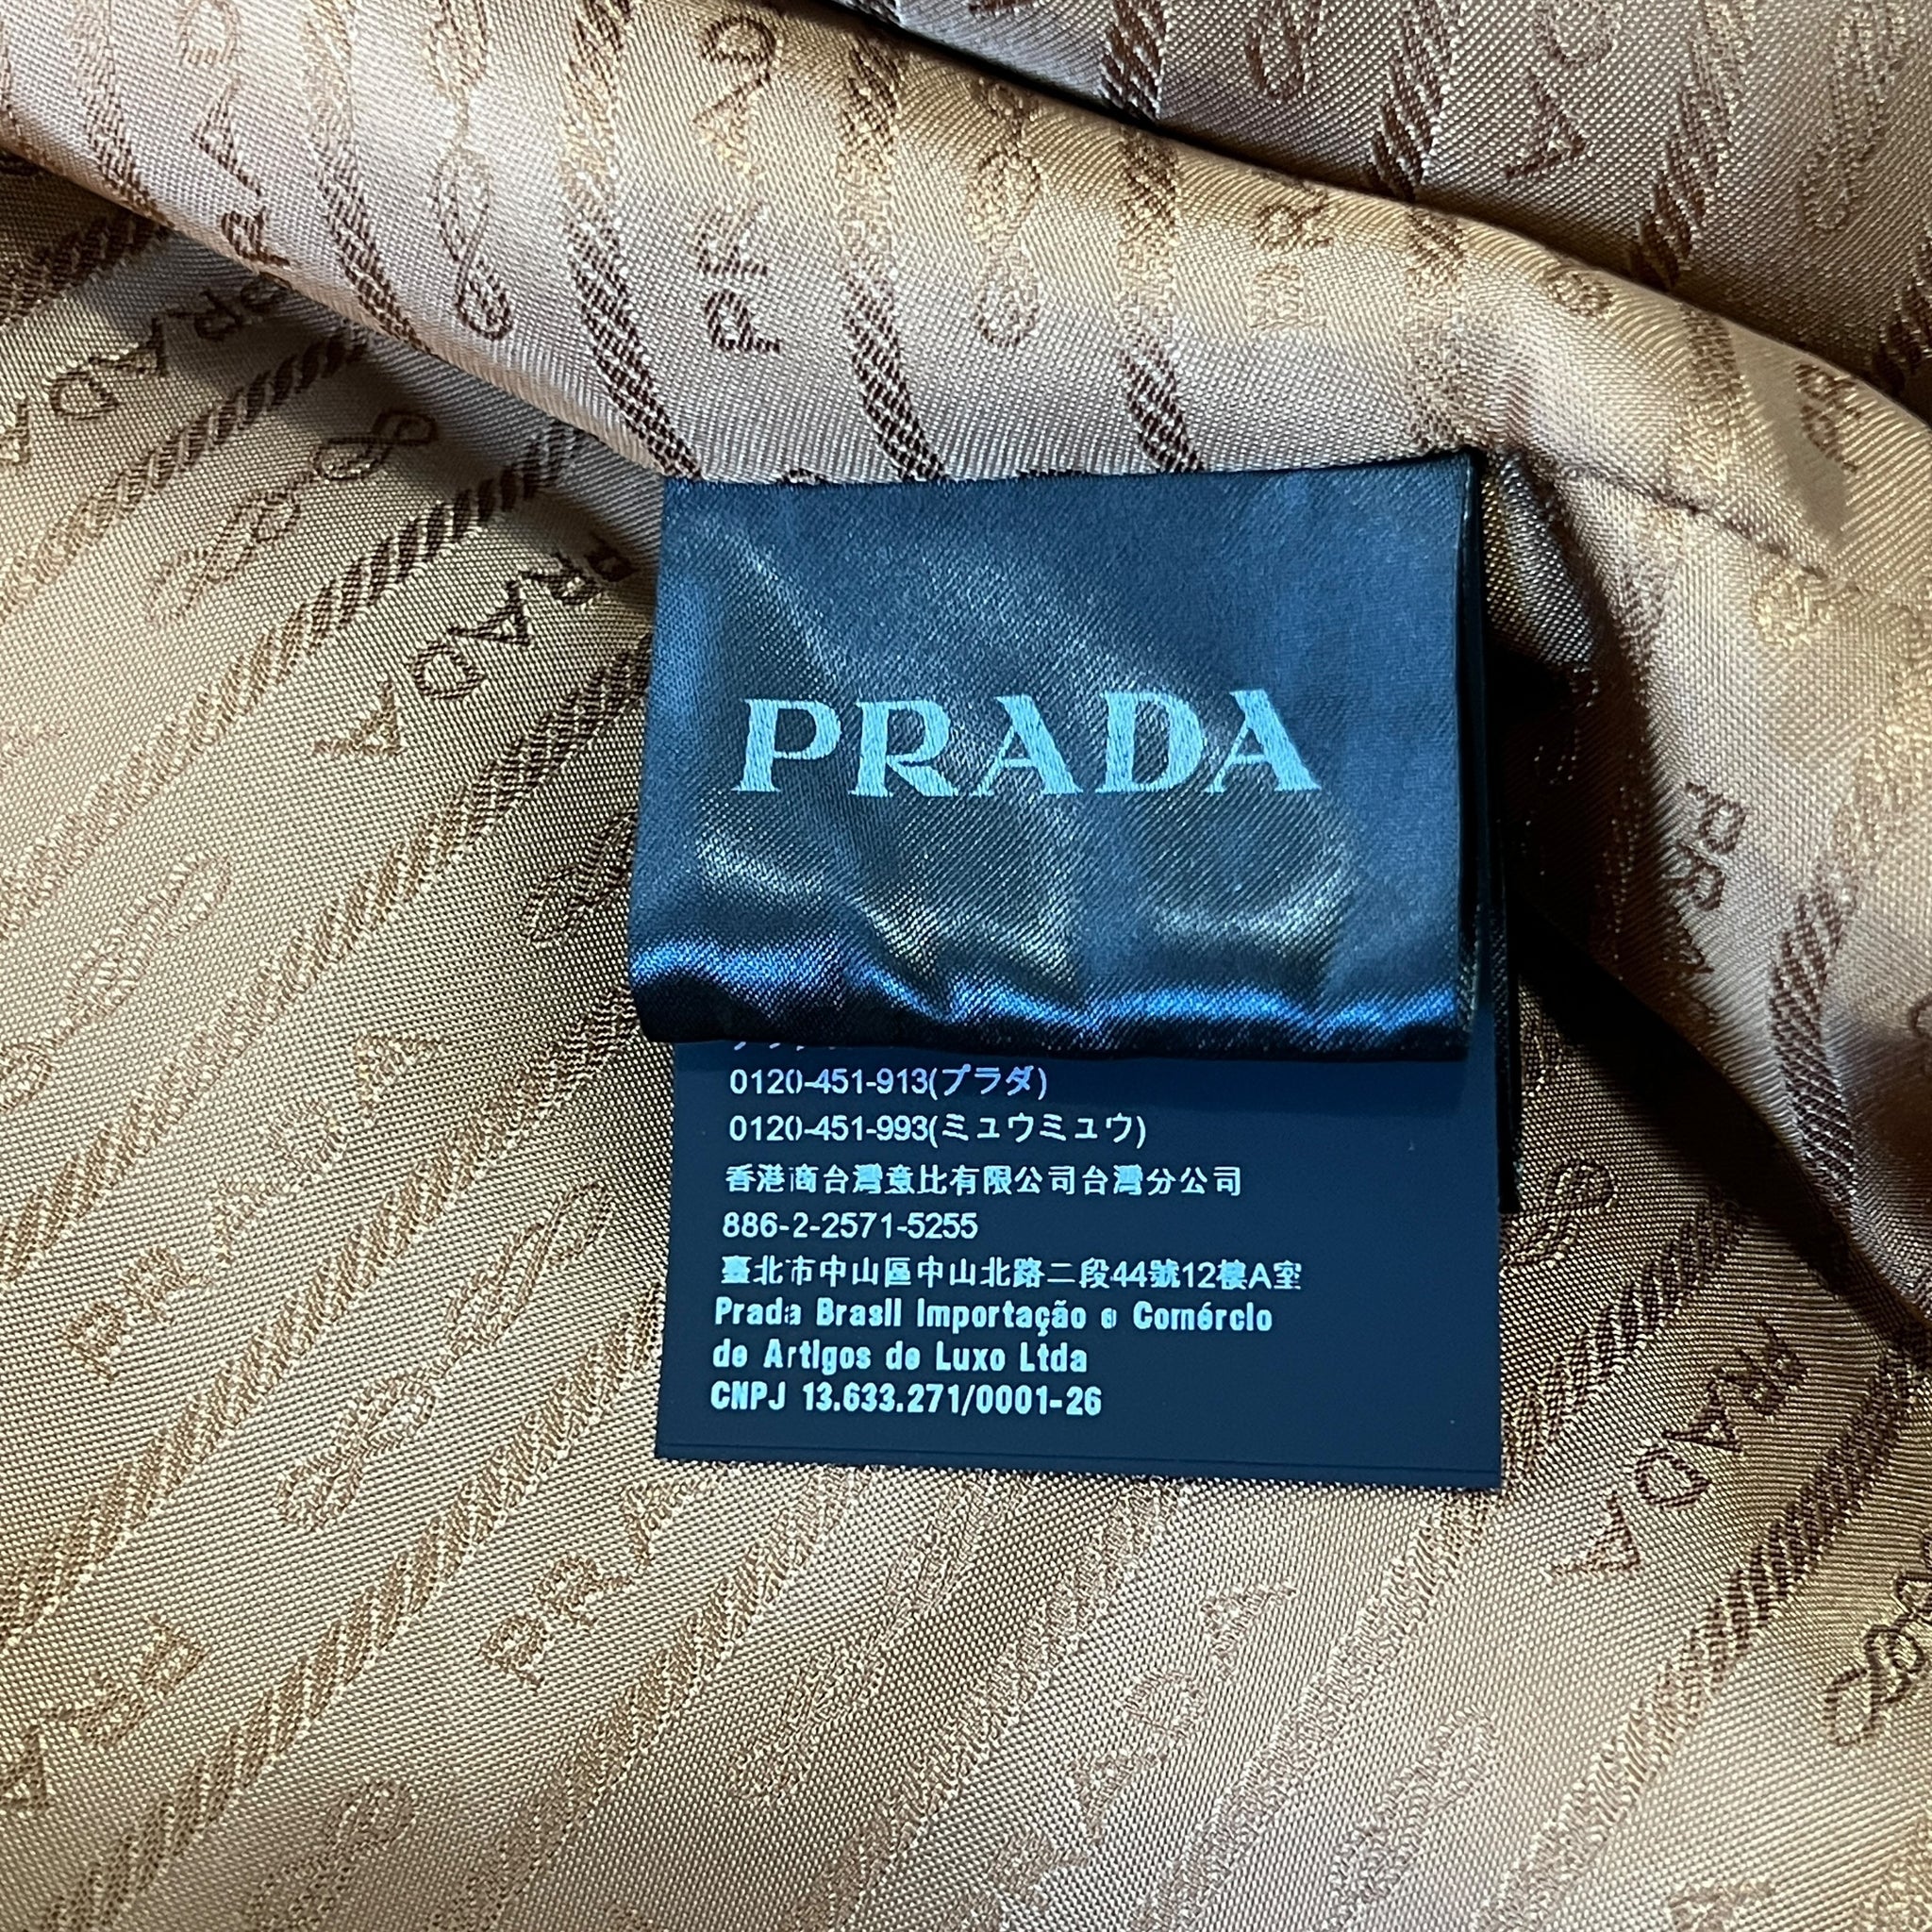 PRADA
0120-451-913(プラダ)
0120-451-993(ミュウミュウ)
香港商台灣意比有限公司台灣分公司
886-2-2571-5255
臺北市中山區中山北路二段44號12樓A室
Prada Brasil Importação e Comércio
de Artigos de Luxo Ltda
CNPJ 13.633.271/0001-26